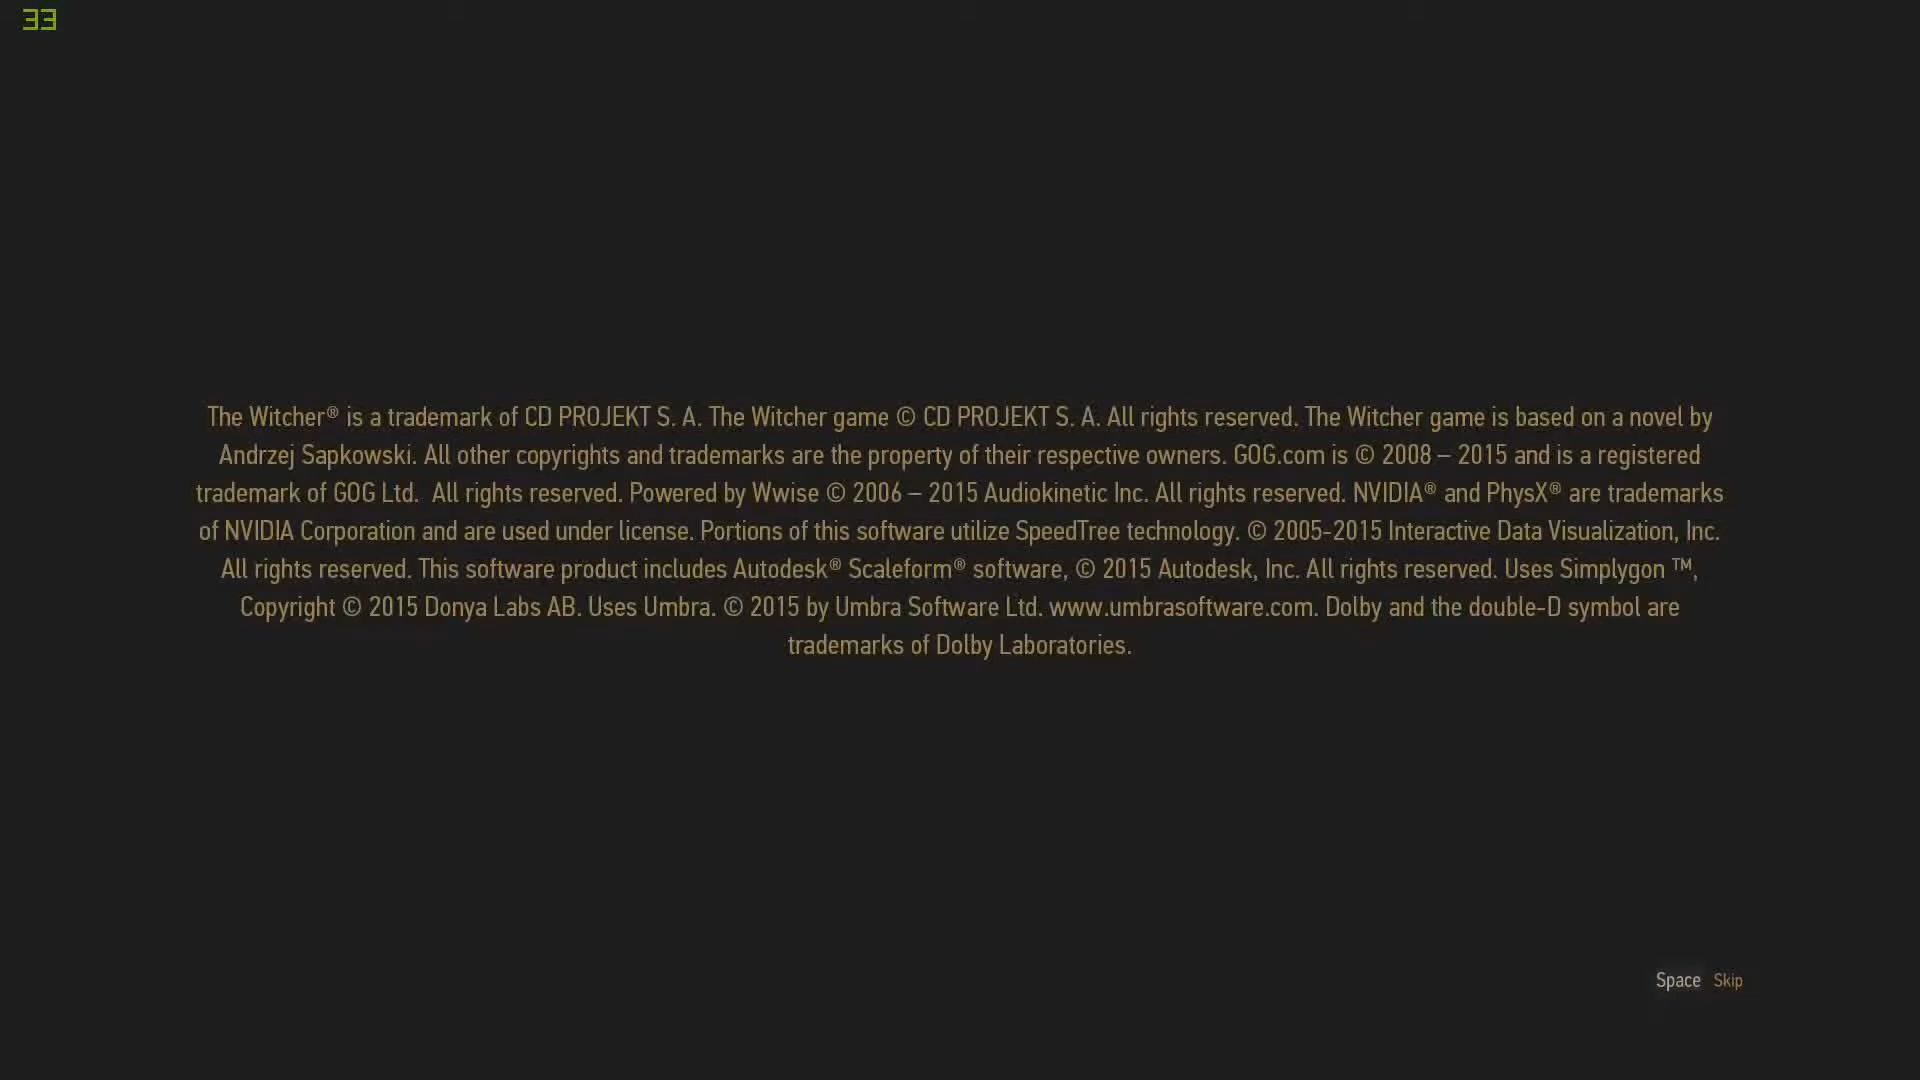 33
The Witcher® is a trademark of CD PROJEKT S. A. The Witcher game © CD PROJEKT S. A. All rights reserved. The Witcher game is based on a novel by
Andrzej Sapkowski. All other copyrights and trademarks are the property of their respective owners. GOG.com is © 2008 – 2015 and is a registered
trademark of GOG Ltd.  All rights reserved. Powered by Wwise © 2006 – 2015 Audiokinetic Inc. All rights reserved. NVIDIA® and PhysX® are trademarks
of NVIDIA Corporation and are used under license. Portions of this software utilize SpeedTree technology. © 2005-2015 Interactive Data Visualization, Inc.
All rights reserved. This software product includes Autodesk® Scaleform® software, © 2015 Autodesk, Inc. All rights reserved. Uses Simplygon ™,
Copyright © 2015 Donya Labs AB. Uses Umbra. © 2015 by Umbra Software Ltd. www.umbrasoftware.com. Dolby and the double-D symbol are
trademarks of Dolby Laboratories.
Space Skip